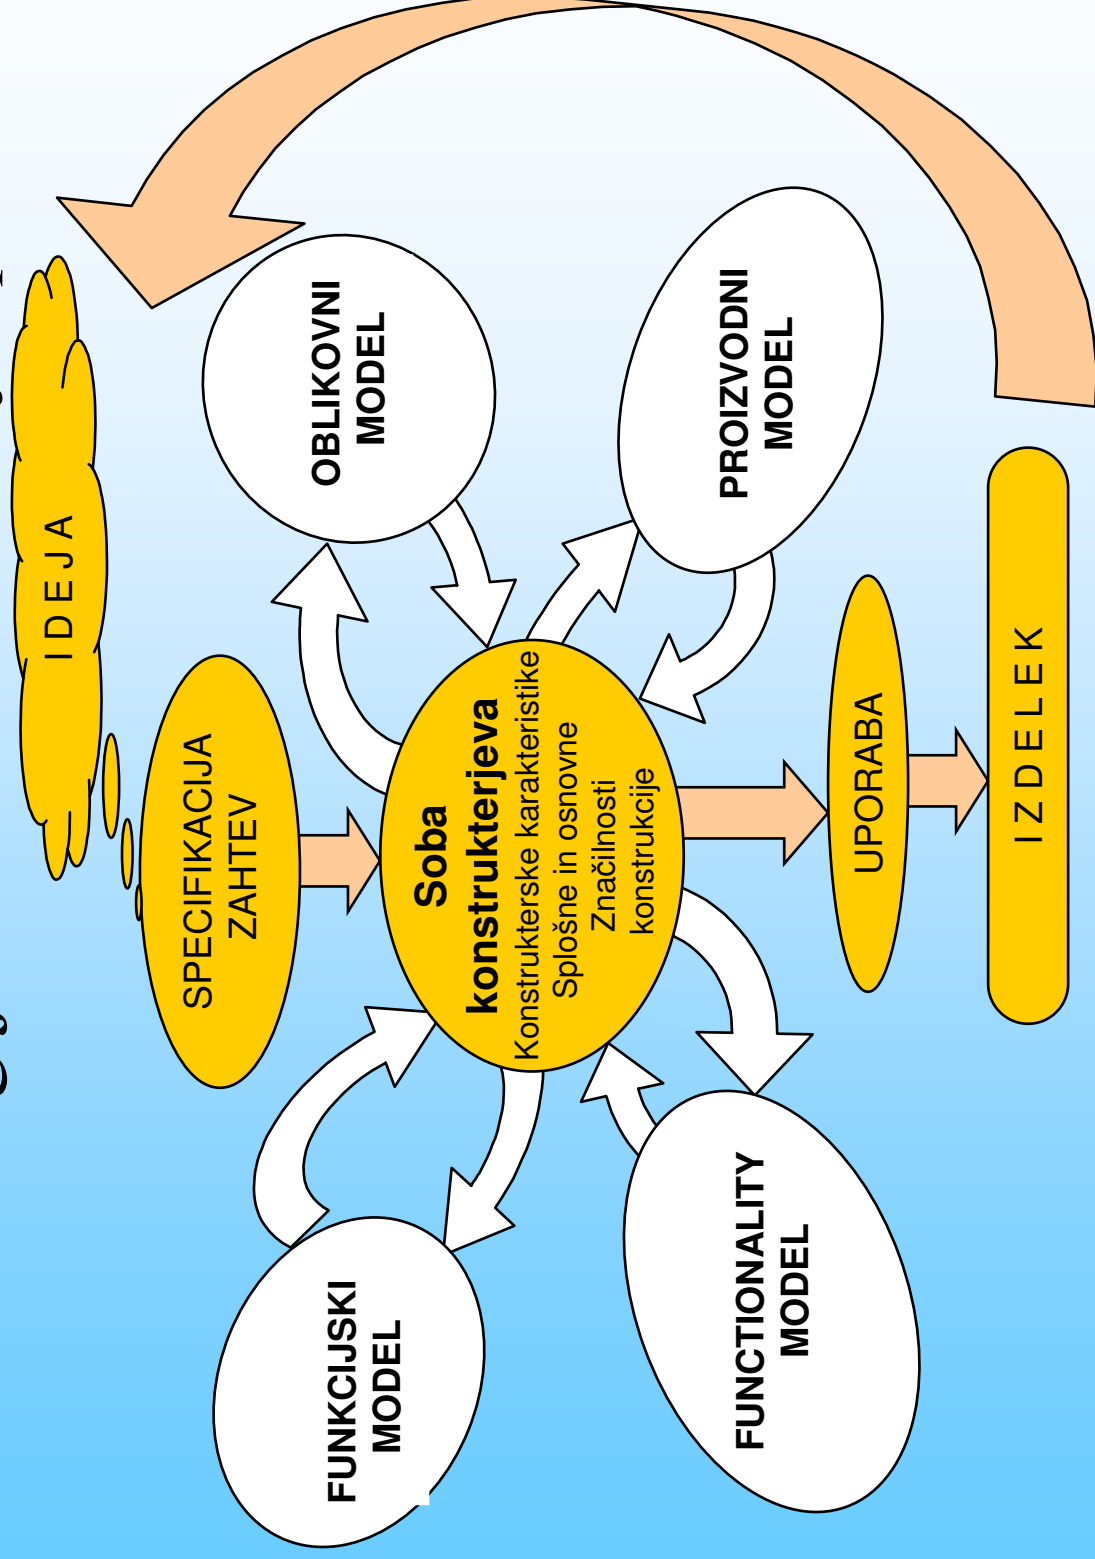 I D E J A
SPECIFIKACIJA
ZAHTEV
FUNKCIJSKI
MODEL
OBLIKOVNI
MODEL
Soba
konstrukterjeva
Konstrukterske karakteristike
Splošne in osnovne
Značilnosti
konstrukcije
FUNCTIONALITY
MODEL
PROIZVODNI
MODEL
UPORABA
I Z D E L E K